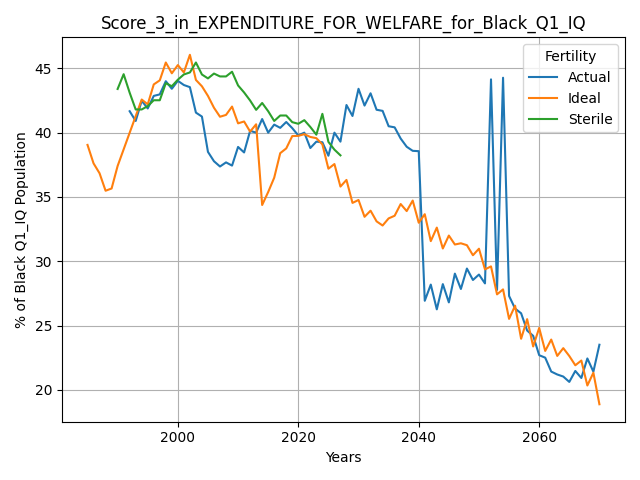 Score_3_in_EXPENDITURE_FOR_WELFARE_for_Black_Q1_IQ
% of Black Q1_IQ Population
45
40
35
30
25
20
Fertility
Actual
Ideal
Sterile
2000 2020 2040 2060
Years